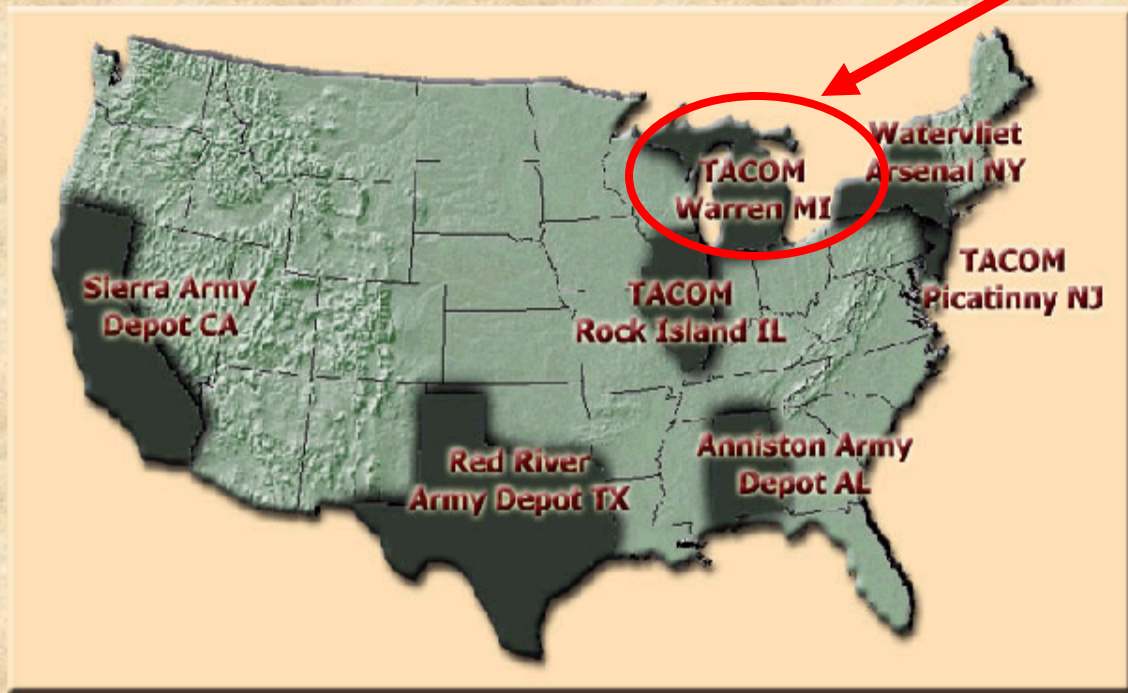 Watervliet
Arsenal NY
TACOM
Warren MI
TACOM
Picatinny NJ
Sierra Army
Depot CA
TACOM
Rock Island IL
Anniston Army
Depot AL
Red River
Army Depot TX